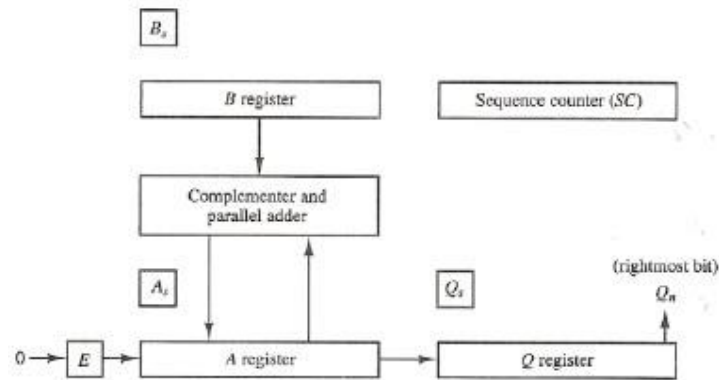 Bs
B register
Sequence counter (SC)
Complementer and
parallel adder
(rightmost bit)
As
Qs
Qn
0
E
A register
Q register